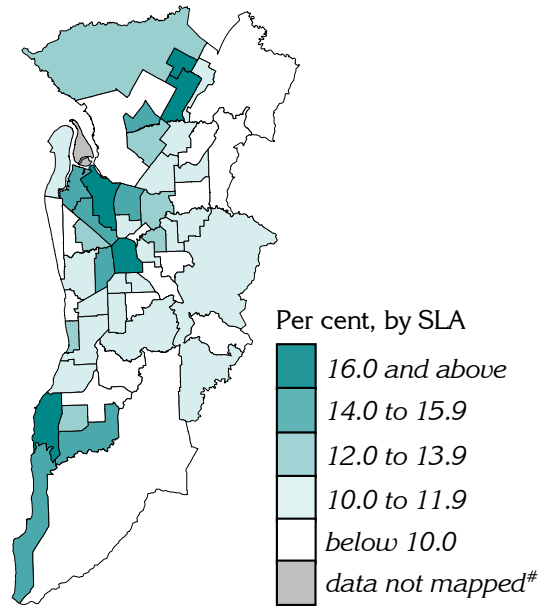 Per cent, by SLA
16.0 and above
14.0 to 15.9
12.0 to 13.9
10.0 to 11.9
below 10.0
data not mapped#